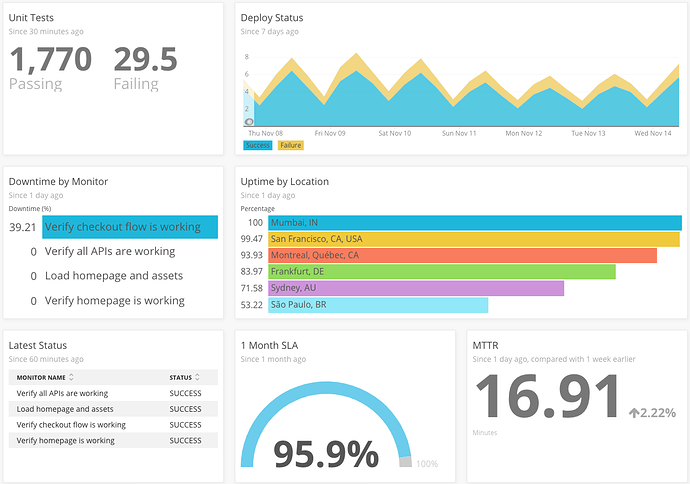 Unit Tests
Since 30 minutes ago
1,770
Passing
29.5
Failing
Deploy Status
Since 7 days ago
8
6
4
2
0
Thu Nov 08
Fri Nov 09
Sat Nov 10
Sun Nov 11
Mon Nov 12
Tue Nov 13
Wed Nov 14
Success
Failure
Downtime by Monitor
Since 1 day ago
Downtime (%)
39.21 Verify checkout flow is working
0 Verify all APIs are working
0 Load homepage and assets
0 Verify homepage is working
Uptime by Location
Since 1 day ago
Percentage
100 Mumbai, IN
99.47 San Francisco, CA, USA
93.93 Montreal, Québec, CA
83.97 Frankfurt, DE
71.58 Sydney, AU
53.22 São Paulo, BR
Latest Status
Since 60 minutes ago
MONITOR NAME STATUS
Verify all APIs are working SUCCESS
Load homepage and assets SUCCESS
Verify checkout flow is working SUCCESS
Verify homepage is working SUCCESS
1 Month SLA
Since 1 month ago
95.9%
100%
MTTR
Since 1 day ago, compared with 1 week earlier
16.91
2.22%
Minutes